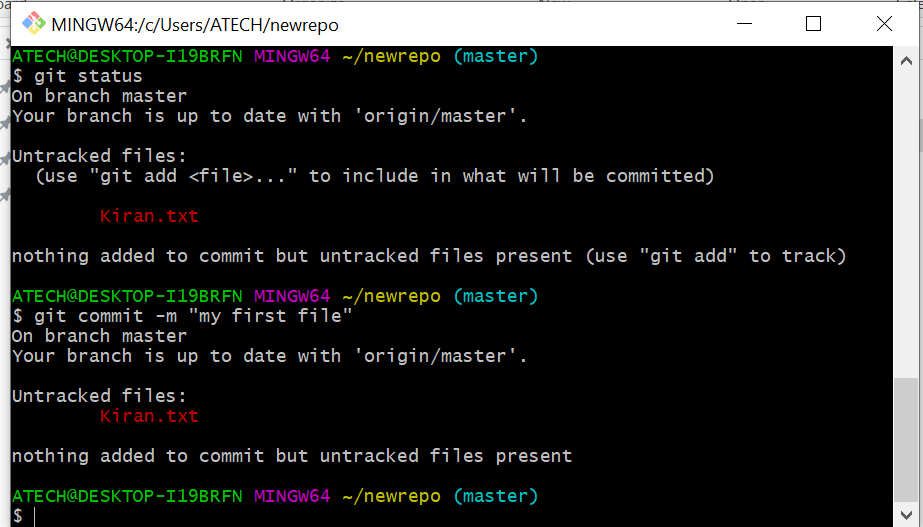 MINGW64:/c/Users/ATECH/newrepo
ATECH@DESKTOP-I19BRFN MINGW64 ~/newrepo (master)
$ git status
On branch master
Your branch is up to date with 'origin/master'.
Untracked files:
(use "git add <file>..." to include in what will be committed)
Kiran.txt
nothing added to commit but untracked files present (use "git add" to track)
ATECH@DESKTOP-I19BRFN MINGW64 ~/newrepo (master)
$ git commit -m "my first file"
On branch master
Your branch is up to date with 'origin/master'.
Untracked files:
Kiran.txt
nothing added to commit but untracked files present
ATECH@DESKTOP-I19BRFN MINGW64 ~/newrepo (master)
$